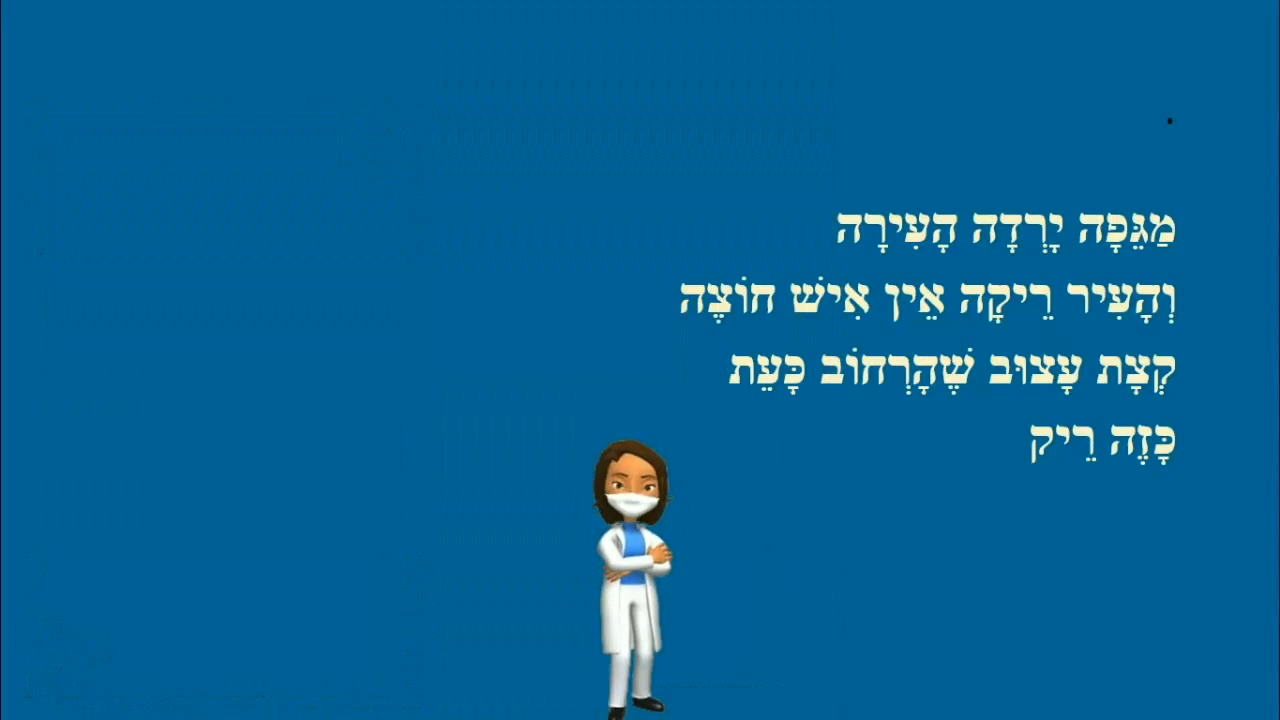 מַגֵּפָּה יָרְדָה הָעִירָה
וְהָעִיר רֵיקָה אֵין אִישׁ חוֹצֶה
קְצָת עָצוּב שֶׁהָרְחוֹב כָּעֵת
כָּזֶה רֵיק